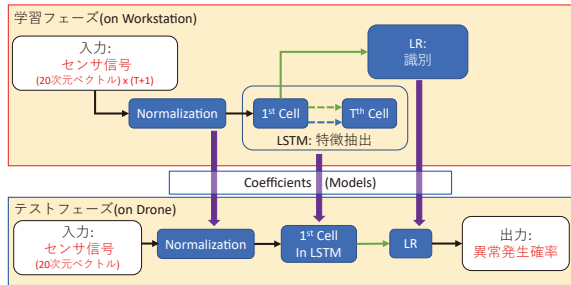 学習フェーズ(on Workstation)
入力:
センサ信号
(20次元ベクトル) x (T+1)
Normalization
1st Cell
Tth Cell
LSTM: 特徴抽出
LR:
識別
Coefficients (Models)
テストフェーズ(on Drone)
入力:
センサ信号
(20次元ベクトル)
Normalization
1st Cell
In LSTM
LR
出力:
異常発生確率